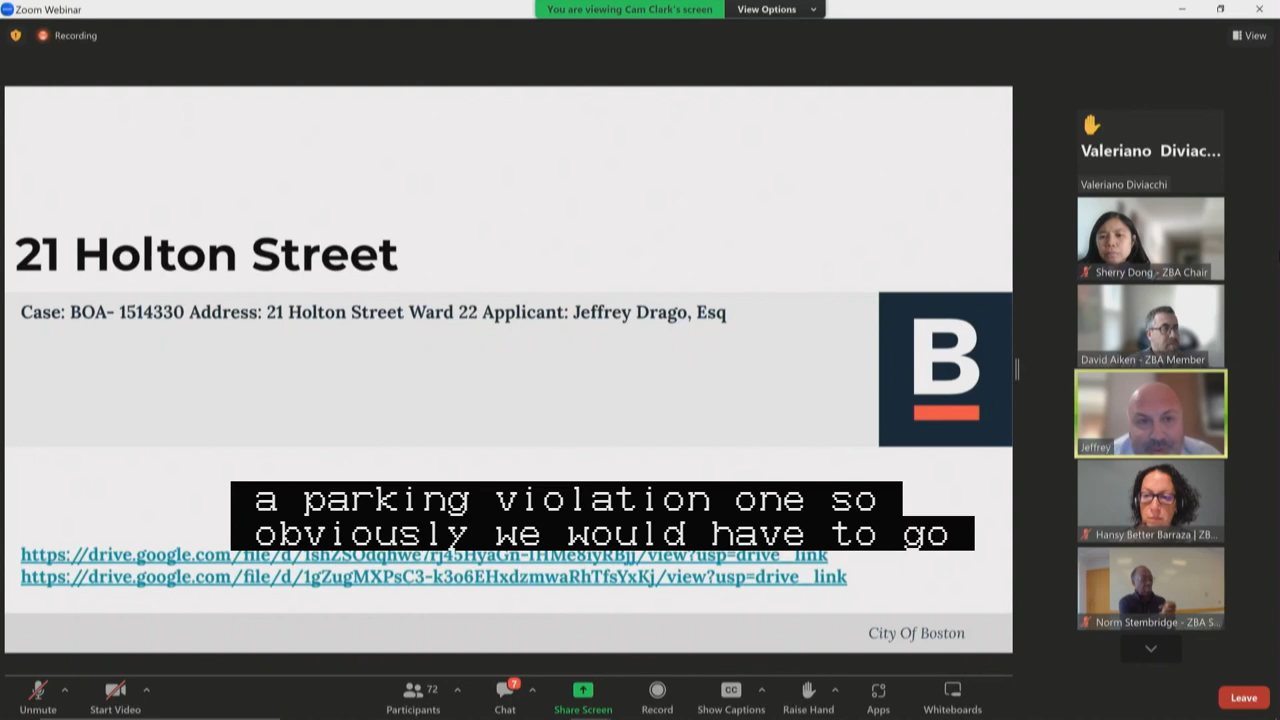 Zoom Webinar
You are viewing Cam Clark's screen
View Options
Recording
View
21 Holton Street
Case: BOA- 1514330 Address: 21 Holton Street Ward 22 Applicant: Jeffrey Drago, Esq
B
a parking violation one so
obviously we would have to go
https://drive.google.com/file/d/1gZugMXPsC3-k3o6EHxdzmwaRhTfsYxKj/view?usp=drive_link
City Of Boston
Valeriano Diviac...
Valeriano Diviacchi
Sherry Dong - ZBA Chair
David Aiken - ZBA Member
Jeffrey
Hansy Better Barraza | ZB...
Norm Stembridge - ZBA S...
Unmute
Start Video
72
Participants
7
Chat
Share Screen
Record
CC
Show Captions
Raise Hand
Apps
Whiteboards
Leave